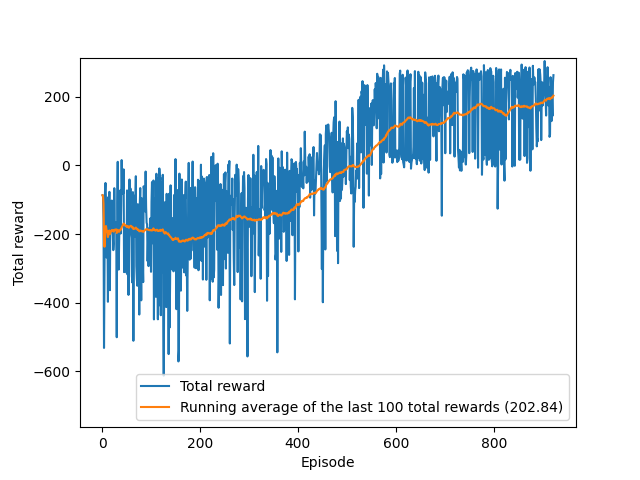 200
0
−200
−400
−600
Total reward
Total reward
Running average of the last 100 total rewards (202.84)
0
200
400
600
800
Episode